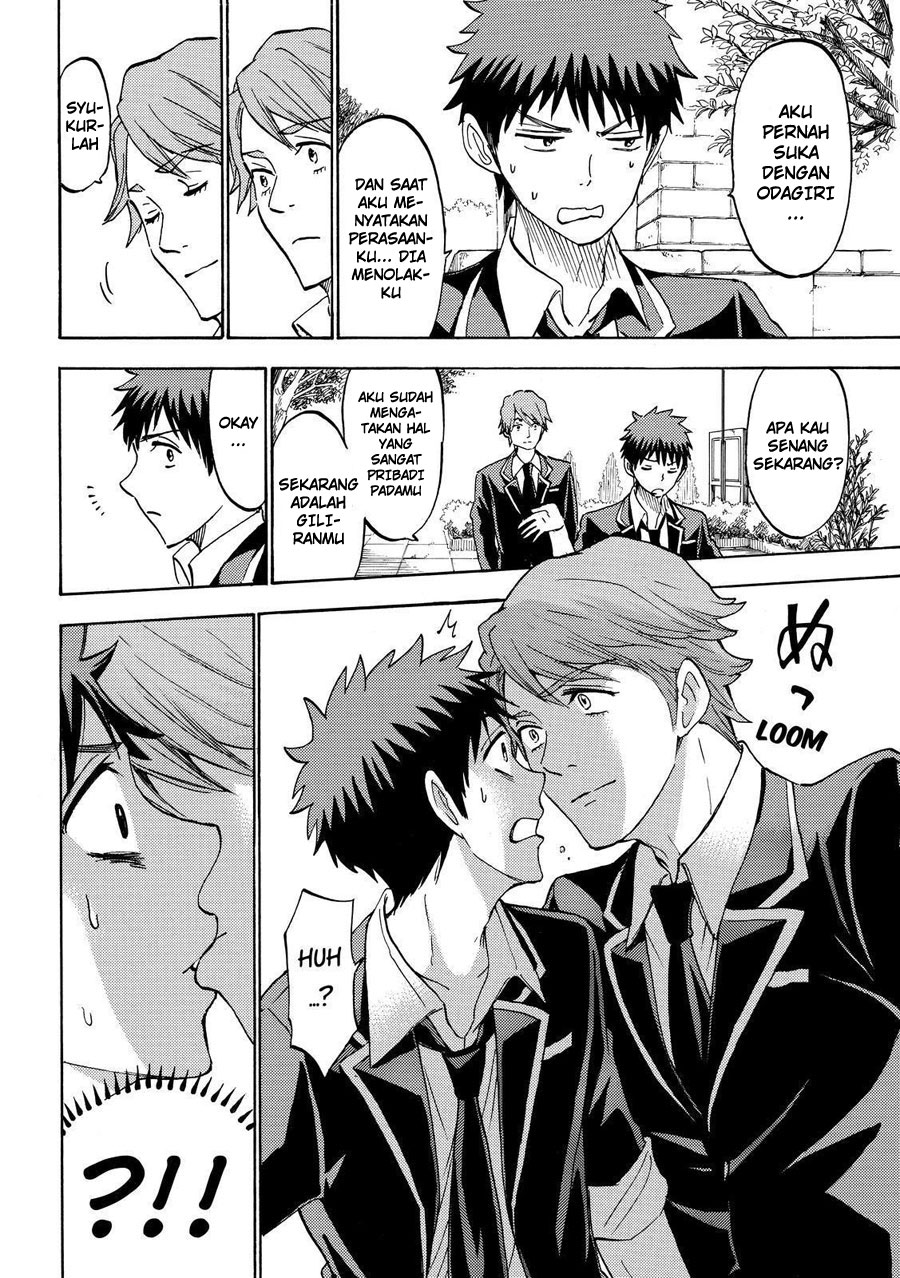 AKU
PERNAH
SUKA
DENGAN
ODAGIRI
...
DAN SAAT
AKU ME-
NYATAKAN
PERASAAN-
KU... DIA
MENOLAK-
KU
SYU-
KUR-
LAH
APA KAU
SENANG
SEKARANG?
AKU SUDAH
MENGA-
TAKAN HAL
YANG
SANGAT
PRIBADI
PADAMU
SEKARANG
ADALAH
GILI-
RANMU
OKAY
...
ぬっ
LOOM
HUH
...?
?!!